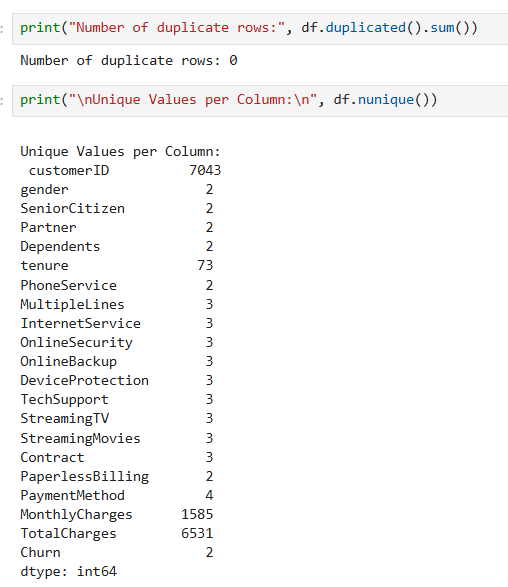 : print("Number of duplicate rows:", df.duplicated().sum())
Number of duplicate rows: 0
: print("\nUnique Values per Column:\n", df.nunique())
Unique Values per Column:
 customerID          7043
gender                 2
SeniorCitizen          2
Partner                2
Dependents             2
tenure                73
PhoneService           2
MultipleLines          3
InternetService        3
OnlineSecurity         3
OnlineBackup           3
DeviceProtection       3
TechSupport            3
StreamingTV            3
StreamingMovies        3
Contract               3
PaperlessBilling       2
PaymentMethod          4
MonthlyCharges      1585
TotalCharges        6531
Churn                  2
dtype: int64